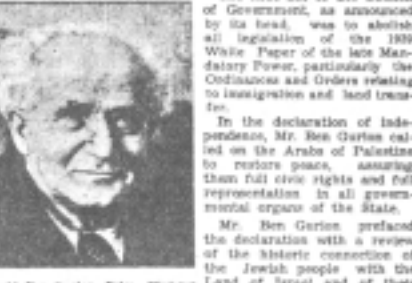 of Government, as announced
by its head, was to abolish
all legislation of the 1939
White Paper of the late Man-
datory Power, particularly the
Ordinances and Orders relating
to immigration and land trans-
fer.
In the declaration of inde-
pendence, Mr. Ben Gurion cal-
led on the Arabs of Palestine
to restore peace, assuring
them full civic rights and full
representation in all govern-
mental organs of the State.
Mr. Ben Gurion prefaced
the declaration with a review
of the historic connection of
the Jewish people with the
Land of Israel and of their